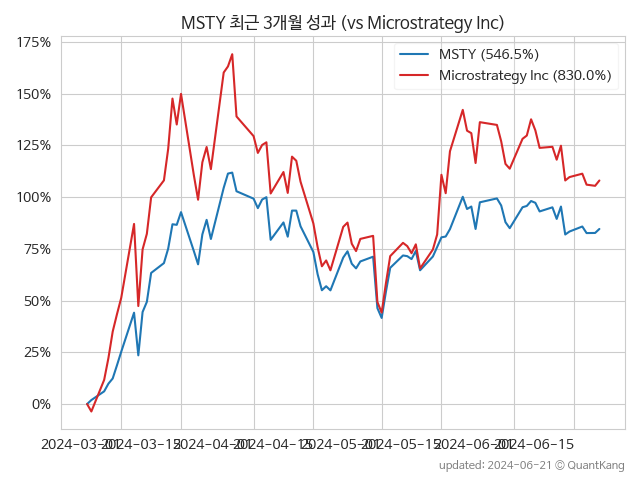 MSTY 최근 3개월 성과 (vs Microstrategy Inc)
MSTY (546.5%)
Microstrategy Inc (830.0%)
175%
150%
125%
100%
75%
50%
25%
0%
2024-03-01 2024-03-15 2024-04-01 2024-04-15 2024-05-01 2024-05-15 2024-06-01 2024-06-15
updated: 2024-06-21 © QuantKang